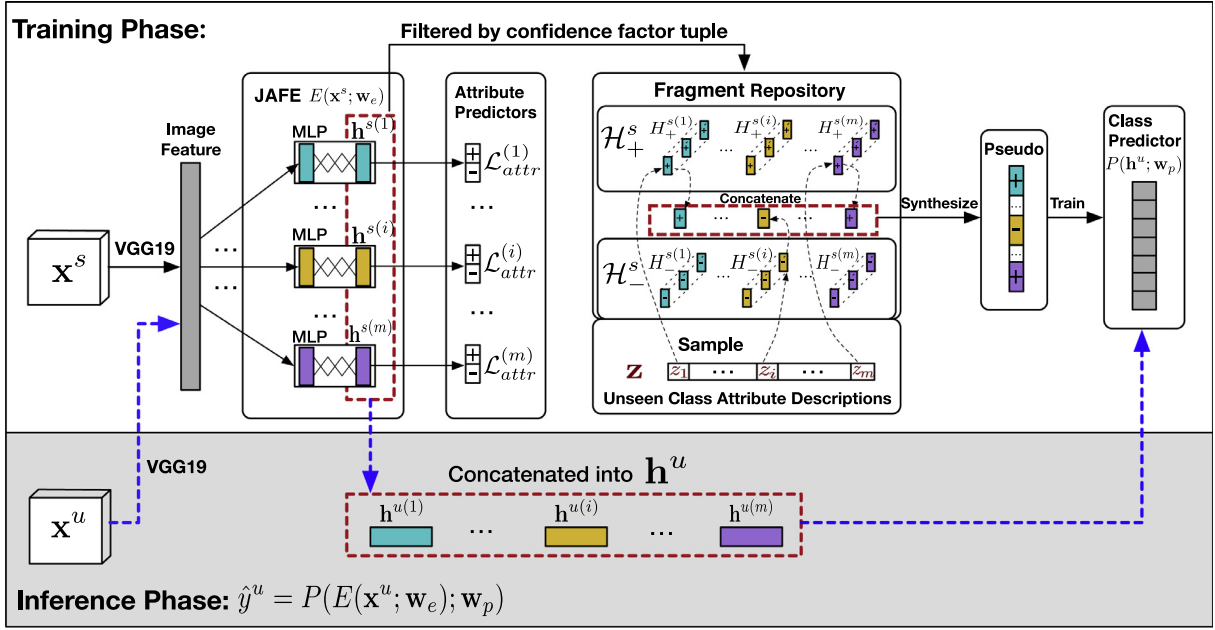 Training Phase:
Filtered by confidence factor tuple
JAFE E(x^s; w_e)
Attribute
Predictors
Fragment Repository
Image
Feature
MLP h^{s(1)}
+
-
L_{attr}^{(1)}
...
MLP h^{s(i)}
+
-
L_{attr}^{(i)}
...
MLP h^{s(m)}
+
-
L_{attr}^{(m)}
x^s
VGG19
...
...
...
...
H_+^s H_+^{s(1)} ... H_+^{s(i)} ... H_+^{s(m)}
+ + + + + + + + +
Concatenate
+ ... - ... +
H_-^s H_-^{s(1)} ... H_-^{s(i)} ... H_-^{s(m)}
- - - - - - - - -
Sample
z z_1 ... z_i ... z_m
Unseen Class Attribute Descriptions
Synthesize
Pseudo
+
...
-
...
+
Train
Class
Predictor
P(h^u; w_p)
VGG19
x^u
Concatenated into h^u
h^{u(1)} ... h^{u(i)} ... h^{u(m)}
Inference Phase: ŷ^u = P(E(x^u; w_e); w_p)